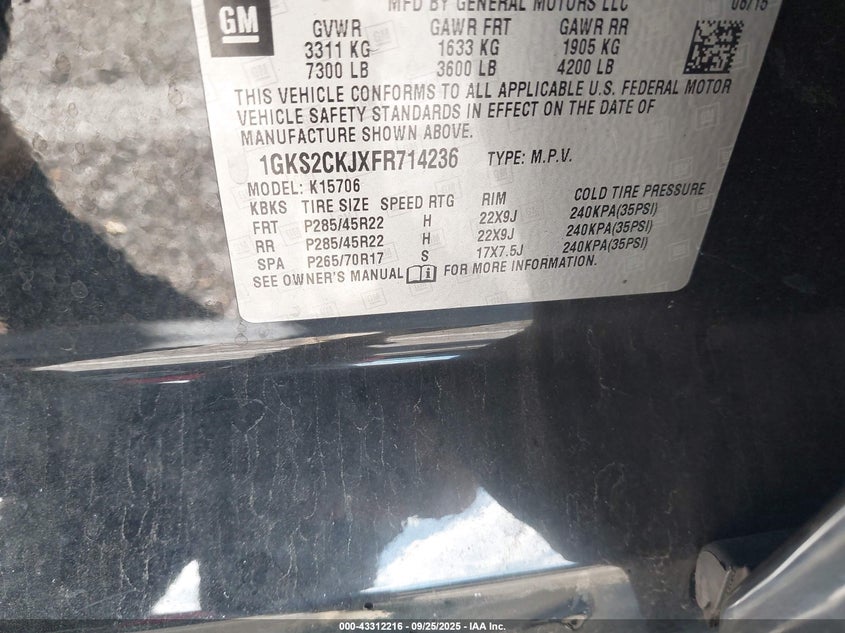 MFD BY GENERAL MOTORS LLC 08/15
GM
GVWR GAWR FRT GAWR RR
3311 KG 1633 KG 1905 KG
7300 LB 3600 LB 4200 LB
THIS VEHICLE CONFORMS TO ALL APPLICABLE U.S. FEDERAL MOTOR
VEHICLE SAFETY STANDARDS IN EFFECT ON THE DATE OF
MANUFACTURE SHOWN ABOVE.
1GKS2CKJXFR714236 TYPE: M.P.V.
MODEL: K15706
KBKS TIRE SIZE SPEED RTG RIM COLD TIRE PRESSURE
FRT P285/45R22 H 22X9J 240KPA(35PSI)
RR P285/45R22 H 22X9J 240KPA(35PSI)
SPA P265/70R17 S 17X7.5J 240KPA(35PSI)
SEE OWNER'S MANUAL FOR MORE INFORMATION.
000-43312216 - 09/25/2025 - IAA Inc.